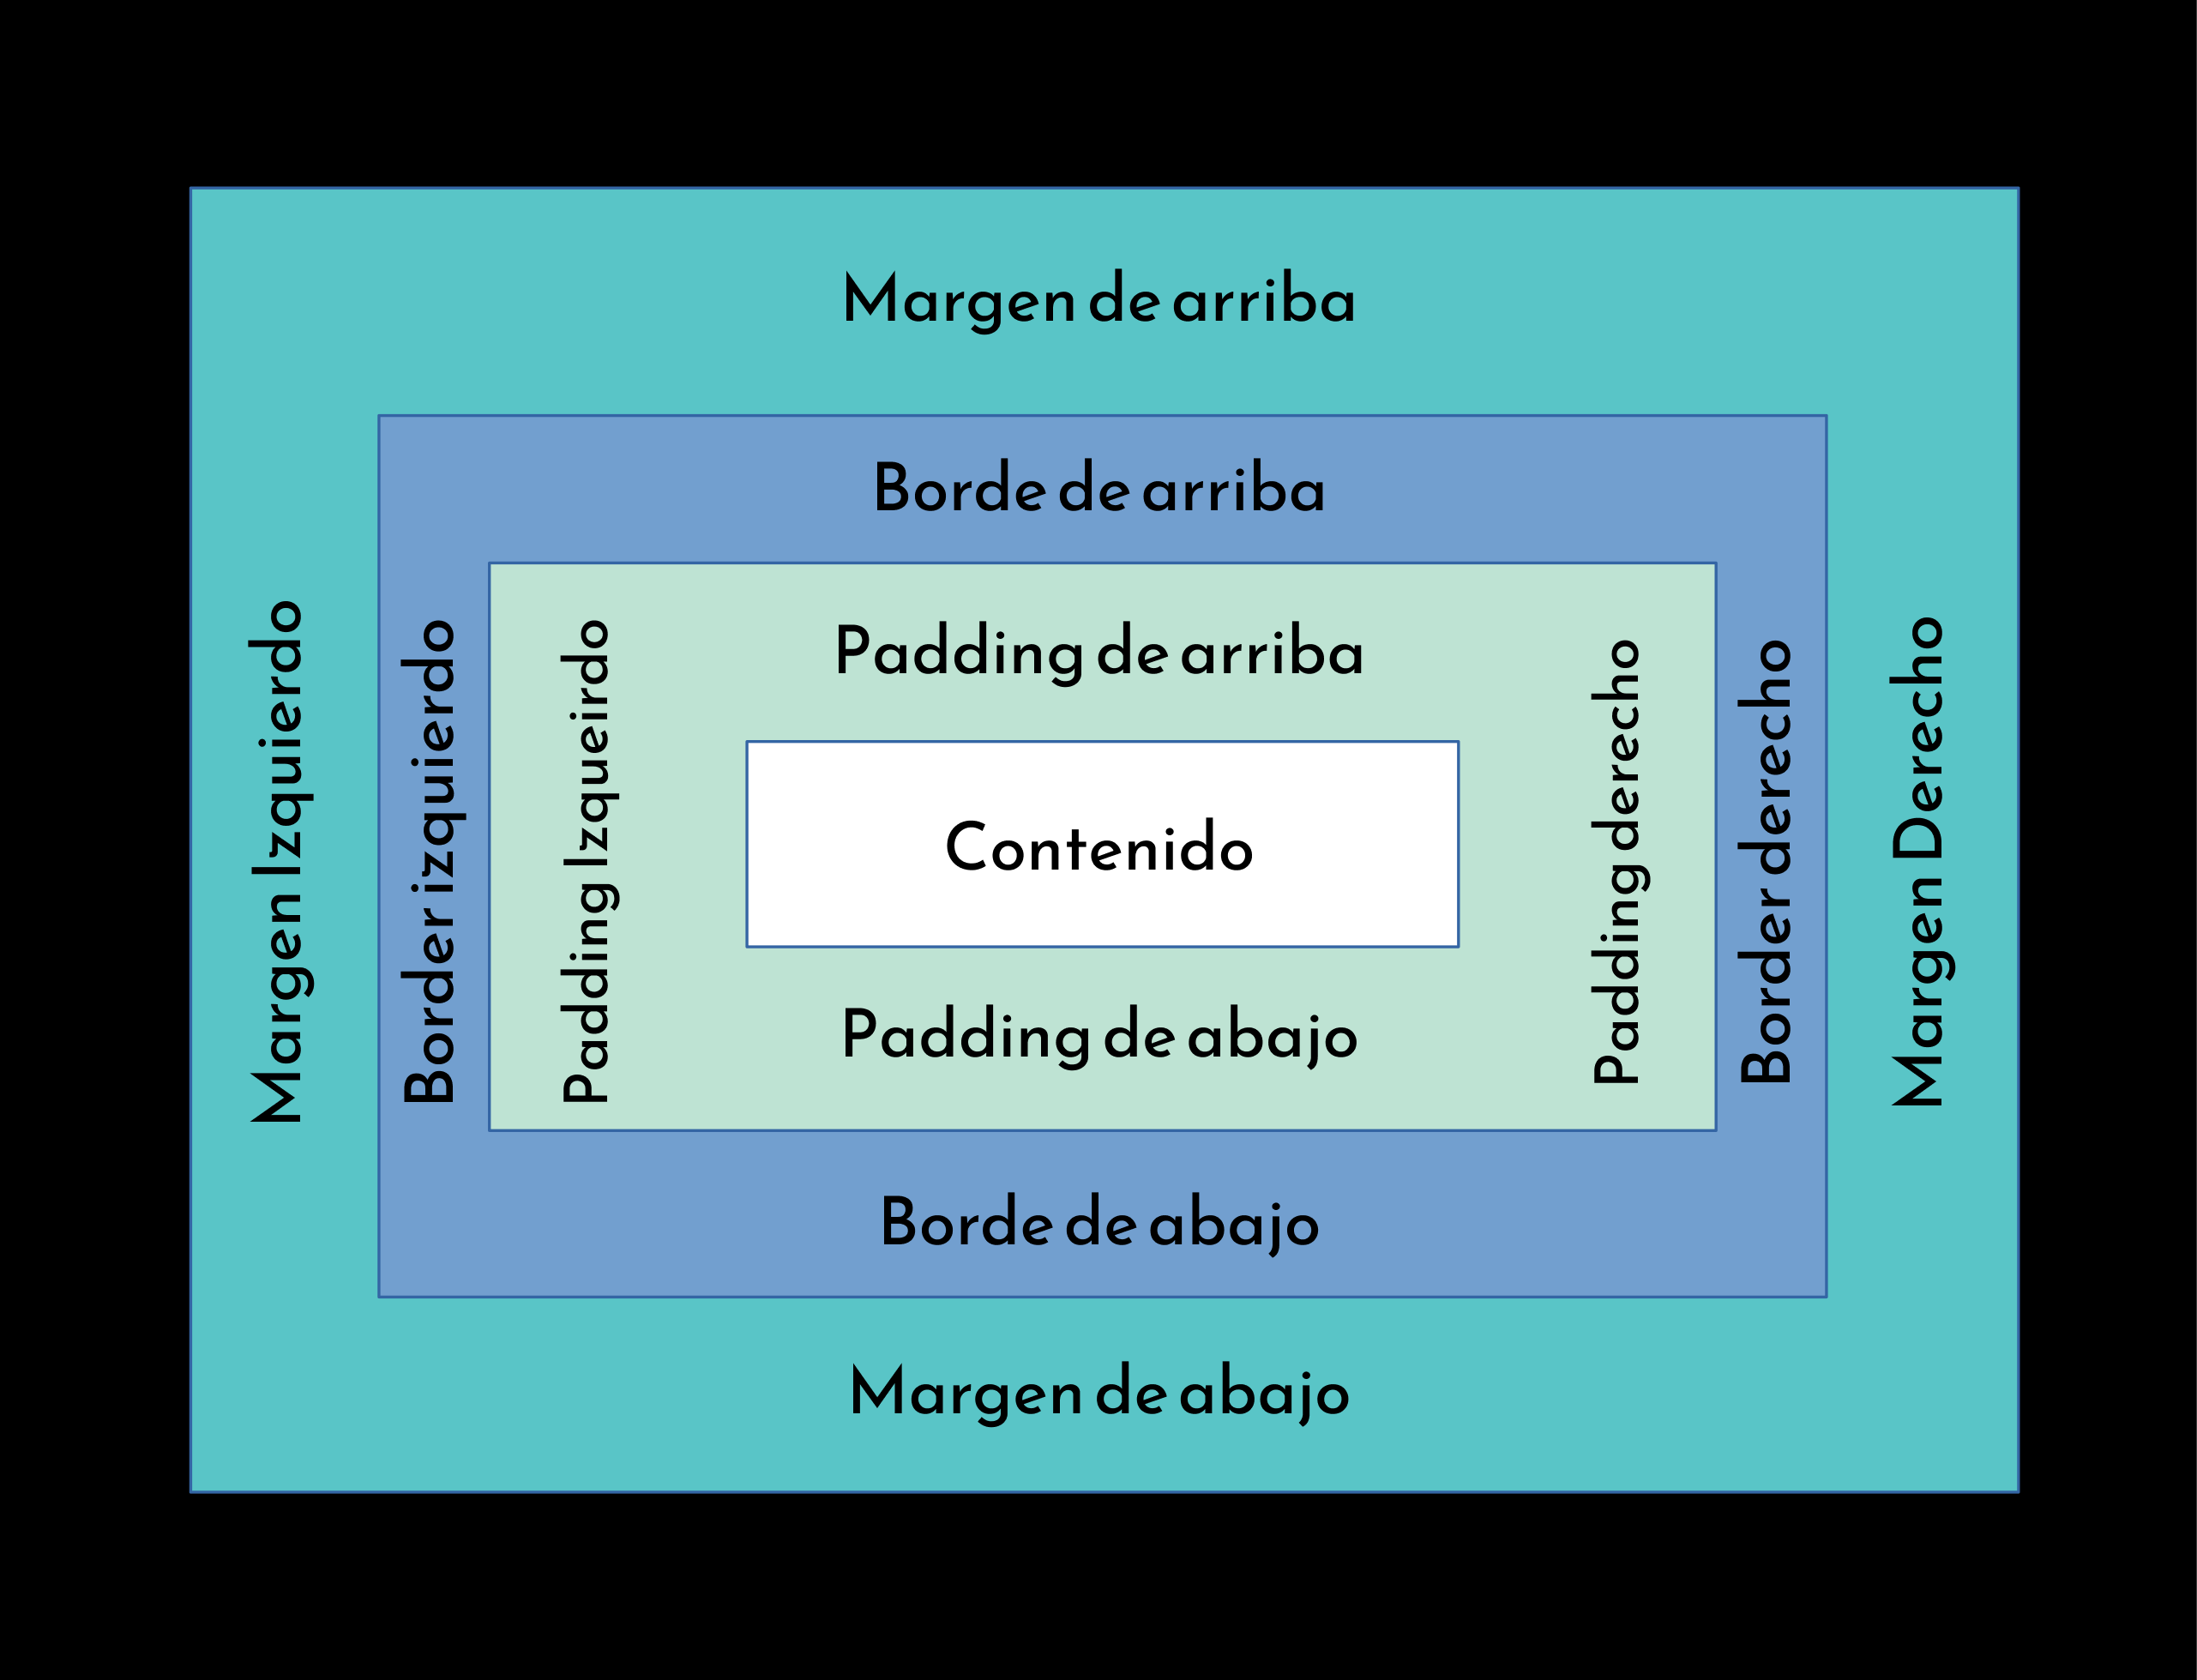 Margen de arriba
Borde de arriba
Padding de arriba
Margen Izquierdo
Border izquierdo
Padding Izqueirdo
Contenido
Padding derecho
Border derecho
Margen Derecho
Padding de abajo
Borde de abajo
Margen de abajo